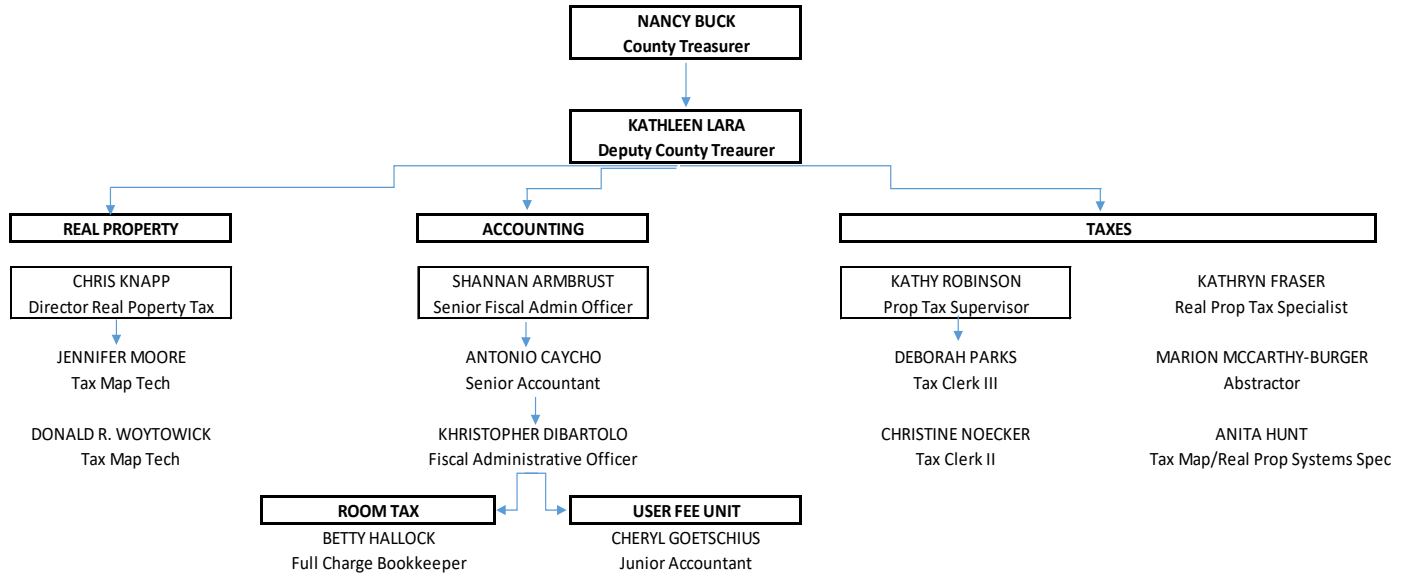 NANCY BUCK
County Treasurer
KATHLEEN LARA
Deputy County Treaurer
REAL PROPERTY
CHRIS KNAPP
Director Real Poperty Tax
JENNIFER MOORE
Tax Map Tech
DONALD R. WOYTOWICK
Tax Map Tech
ACCOUNTING
SHANNAN ARMBRUST
Senior Fiscal Admin Officer
ANTONIO CAYCHO
Senior Accountant
KHRISTOPHER DIBARTOLO
Fiscal Administrative Officer
ROOM TAX
BETTY HALLOCK
Full Charge Bookkeeper
USER FEE UNIT
CHERYL GOETSCHIUS
Junior Accountant
TAXES
KATHY ROBINSON
Prop Tax Supervisor
DEBORAH PARKS
Tax Clerk III
CHRISTINE NOECKER
Tax Clerk II
KATHRYN FRASER
Real Prop Tax Specialist
MARION MCCARTHY-BURGER
Abstractor
ANITA HUNT
Tax Map/Real Prop Systems Spec